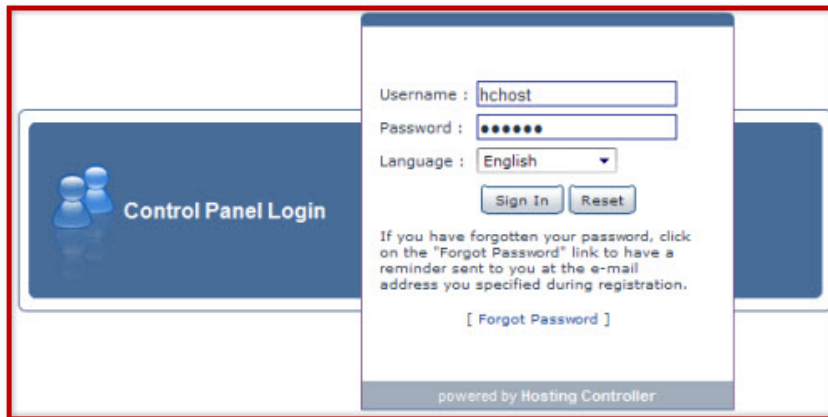 Username : hchost
Password : ●●●●●●
Language : English
Sign In Reset
Control Panel Login
If you have forgotten your password, click
on the "Forgot Password" link to have a
reminder sent to you at the e-mail
address you specified during registration.
[ Forgot Password ]
powered by Hosting Controller